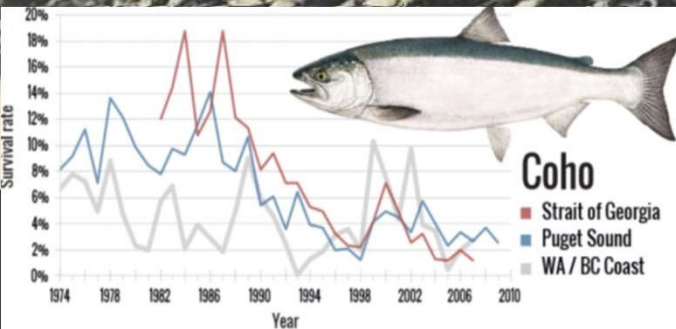 20%
18%
16%
14%
12%
10%
8%
6%
4%
2%
0%
Survival rate
1974 1978 1982 1986 1990 1994 1998 2002 2006 2010
Year
Coho
Strait of Georgia
Puget Sound
WA / BC Coast